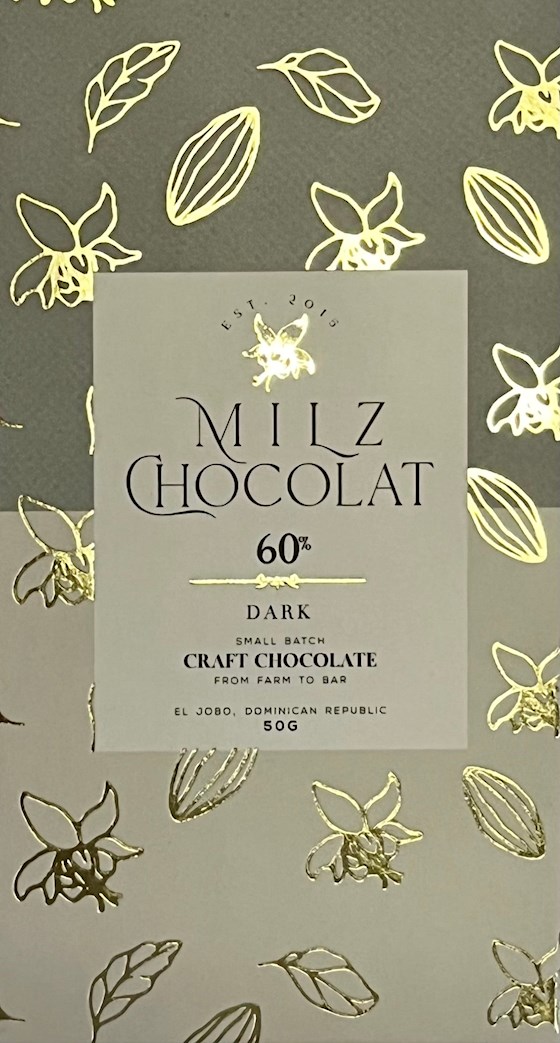 EST. 2016
MILZ
CHOCOLAT
60%
DARK
SMALL BATCH
CRAFT CHOCOLATE
FROM FARM TO BAR
EL JOBO, DOMINICAN REPUBLIC
50G